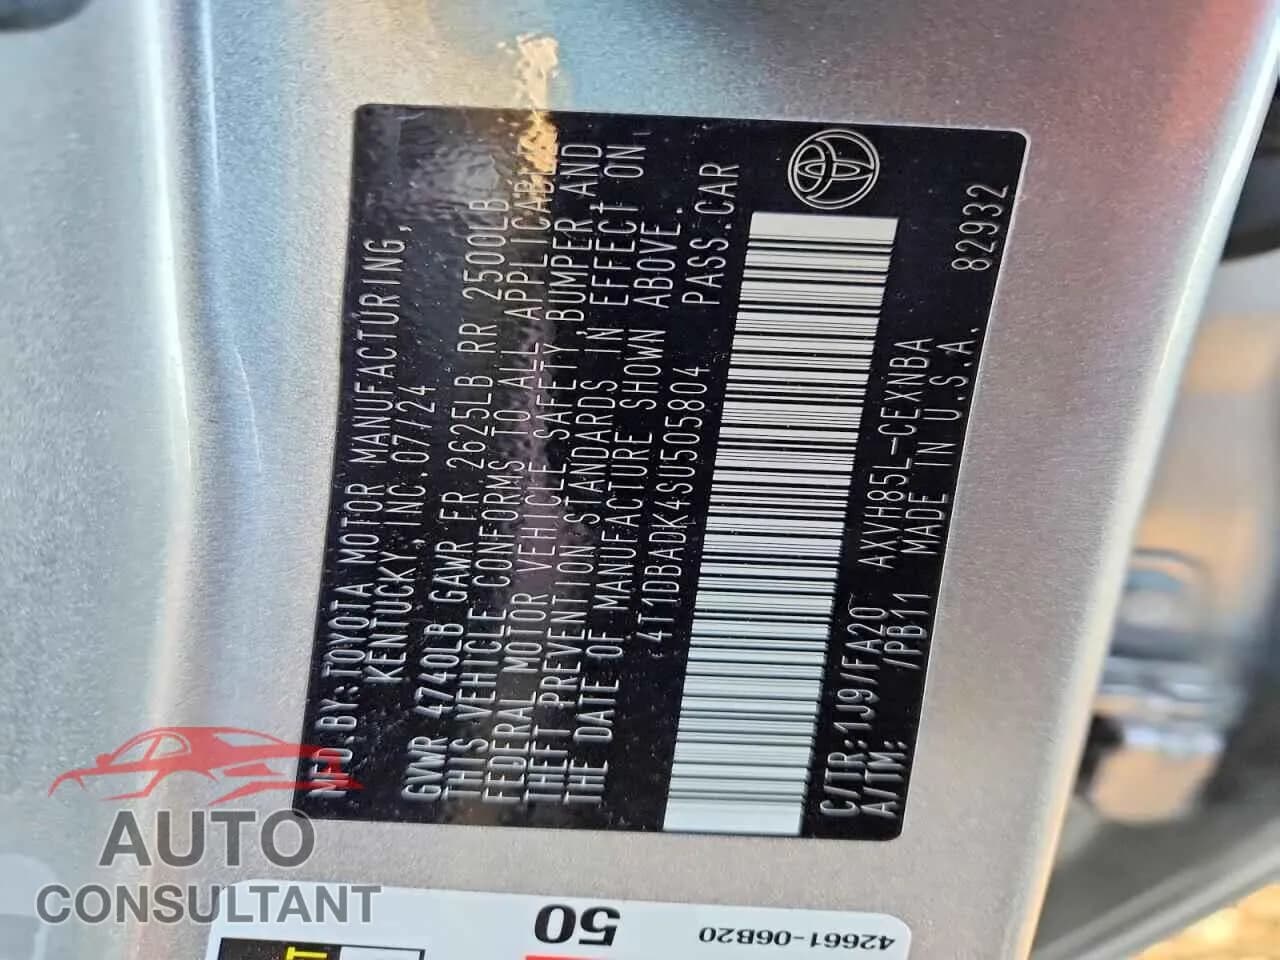 MFD.BY:TOYOTA MOTOR MANUFACTURING,
KENTUCKY,INC.07/24
GVWR 4740LB GAWR FR 2625LB RR 2500LB
THIS VEHICLE CONFORMS TO ALL APPLICABLE
FEDERAL MOTOR VEHICLE SAFETY,BUMPER AND
THEFT PREVENTION STANDARDS IN EFFECT ON
THE DATE OF MANUFACTURE SHOWN ABOVE.
4T1DBADK4SU505804 PASS.CAR
C/TR:1J9/FA20 AXVH85L-CEXNBA
A/TM: /PB11 MADE IN U.S.A.
82932
AUTO
CONSULTANT
50
42661-06B20